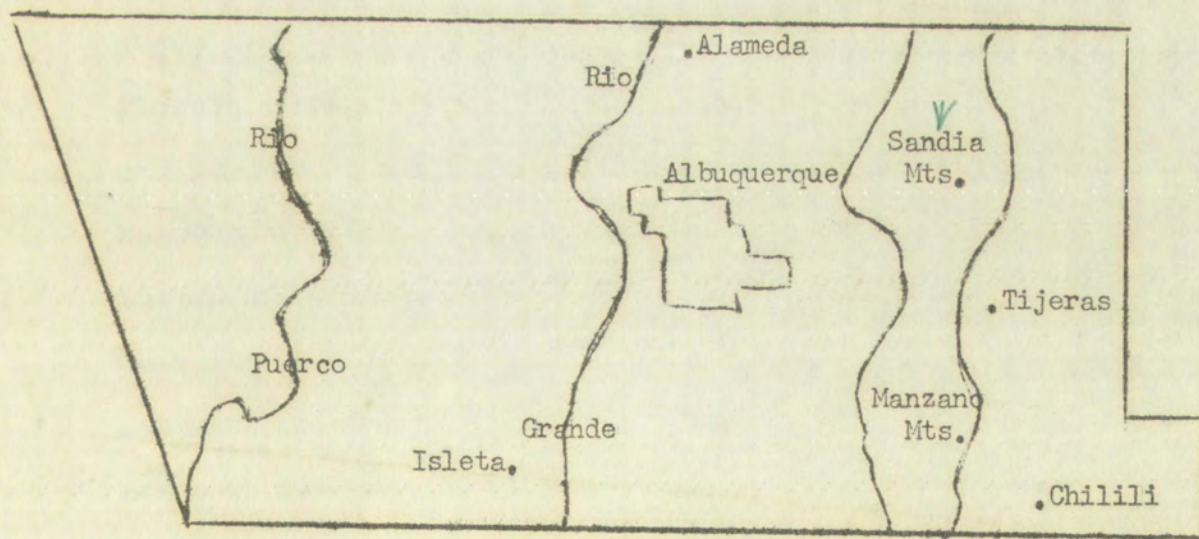 Alameda
Rio
Rio
Sandia
Mts.
Albuquerque
Tijeras
Puerco
Manzano
Mts.
Grande
Isleta
Chilili